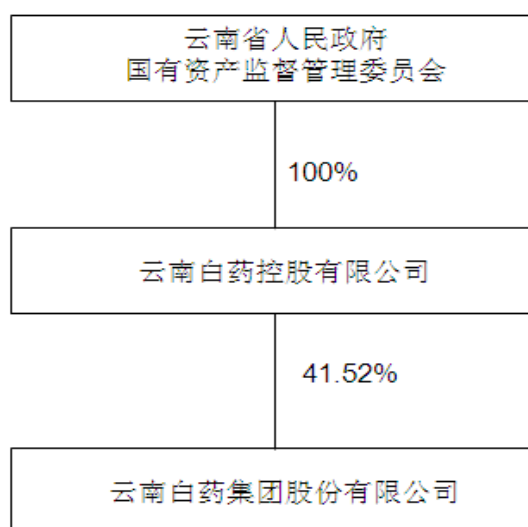 云南省人民政府
国有资产监督管理委员会
100%
云南白药控股有限公司
41.52%
云南白药集团股份有限公司